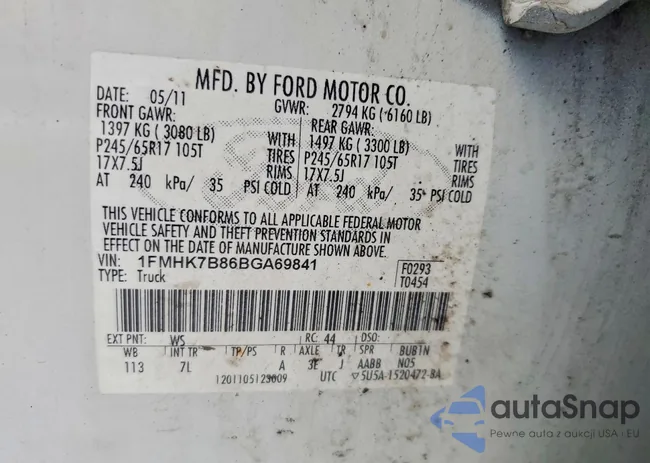 MFD. BY FORD MOTOR CO.
DATE: 05/11 GVWR: 2794 KG (-6160 LB)
FRONT GAWR: REAR GAWR:
1397 KG ( 3080 LB) WITH 1497 KG ( 3300 LB) WITH
P245/65R17 105T TIRES P245/65R17 105T TIRES
17X7.5J RIMS 17X7.5J RIMS
AT 240 kPa/ 35 PSI COLD AT 240 kPa/ 35 PSI COLD
THIS VEHICLE CONFORMS TO ALL APPLICABLE FEDERAL MOTOR
VEHICLE SAFETY AND THEFT PREVENTION STANDARDS IN
EFFECT ON THE DATE OF MANUFACTURE SHOWN ABOVE.
VIN: 1FMHK7B86BGA69841 F0293
TYPE: Truck T0454
EXT PNT: WS RC: 44 DSO:
WB INT TR TP/PS R AXLE TR SPR BUBTN
113 7L A 3E J AABB N05
1201105123009 UTC ▽5U5A-1520472-BA
autaSnap
Pewne auta z aukcji USA i EU